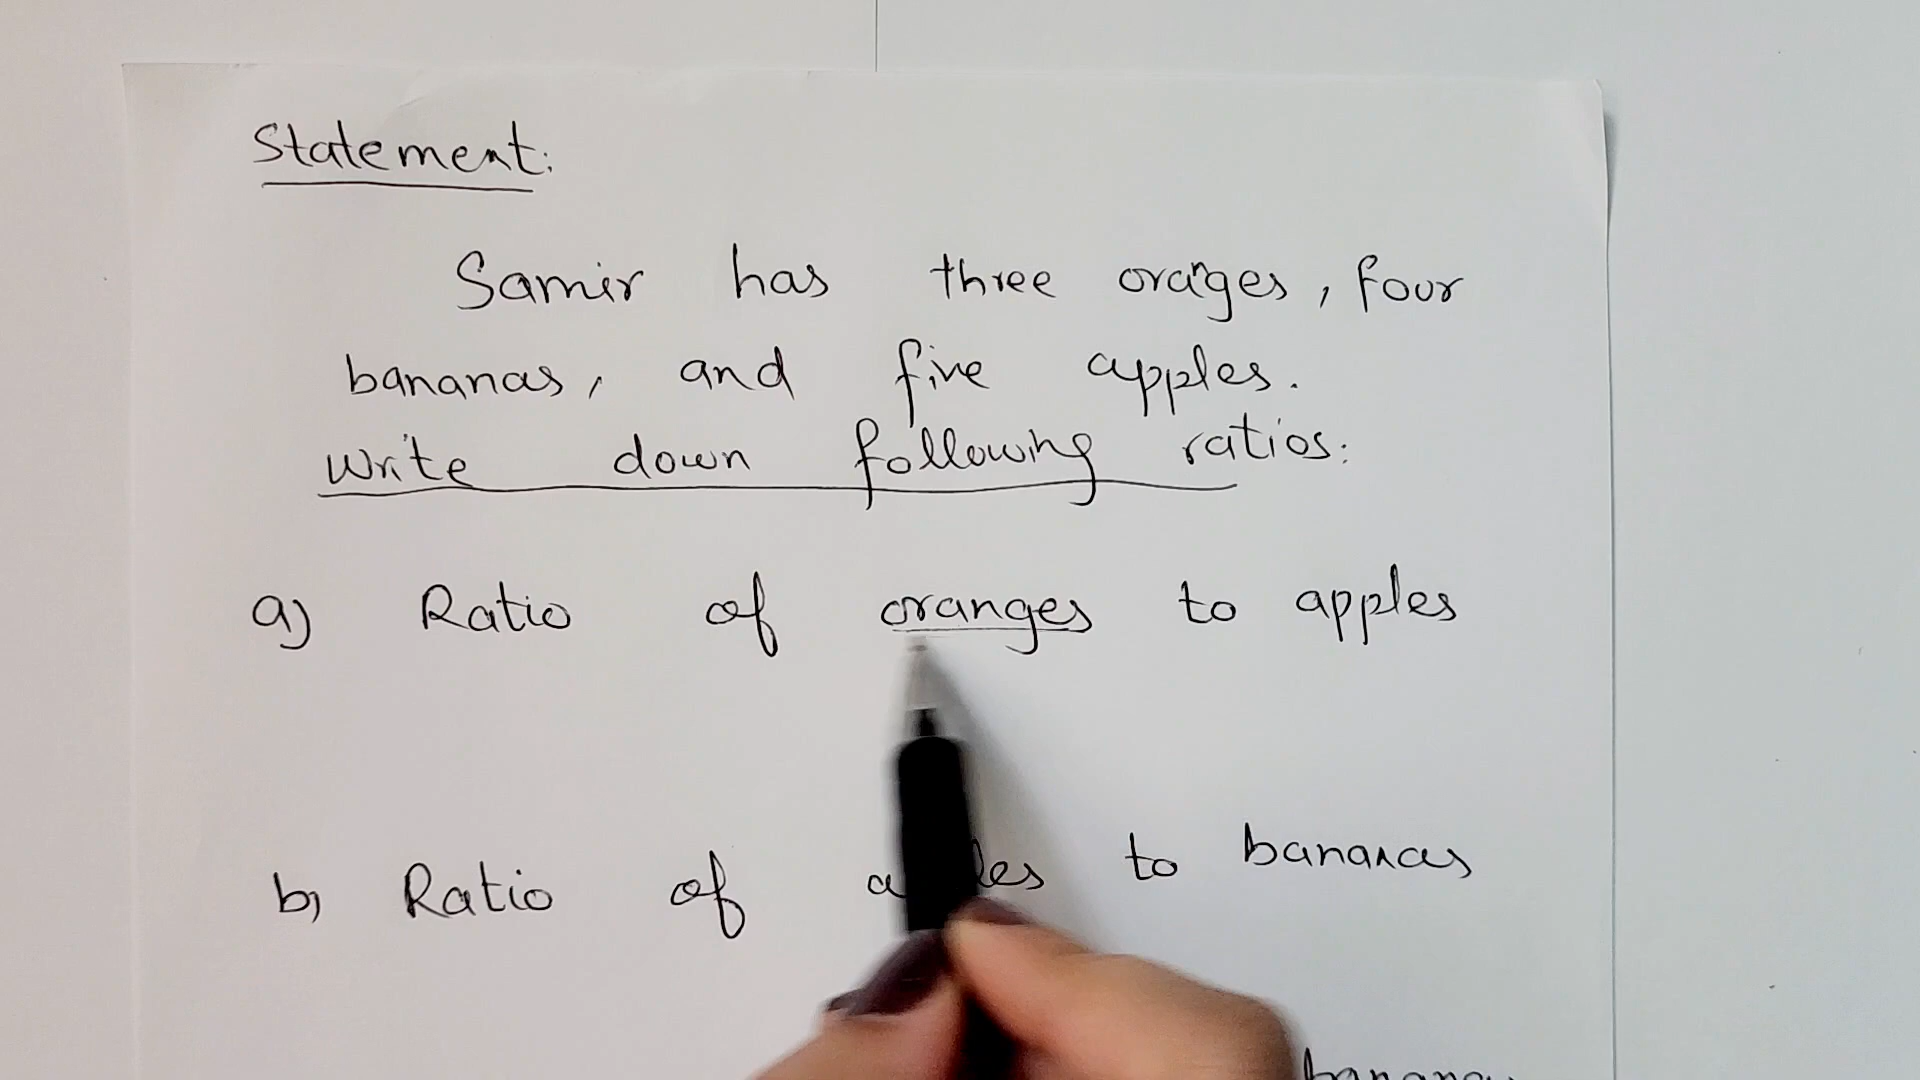 Statement:
Samir has three oranges, four
bananas, and five apples.
Write down following ratios:
a) Ratio of oranges to apples
b) Ratio of to bananas